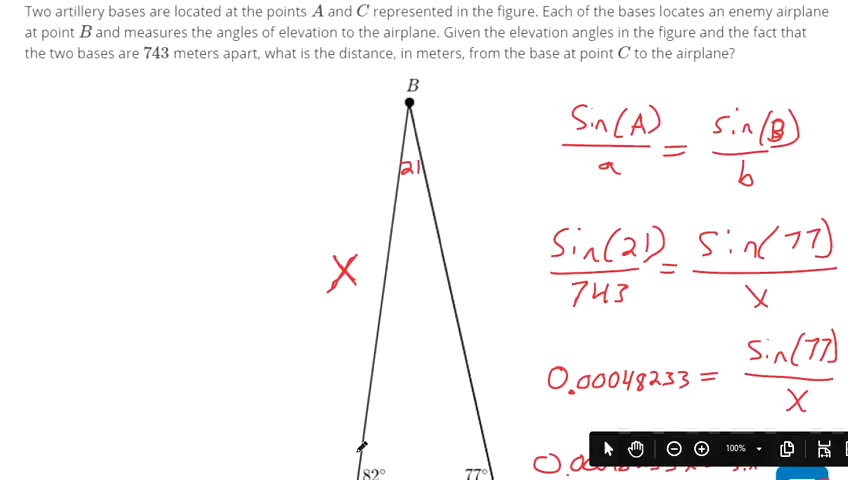 Two artillery bases are located at the points A and C represented in the figure. Each of the bases locates an enemy airplane
at point B and measures the angles of elevation to the airplane. Given the elevation angles in the figure and the fact that
the two bases are 743 meters apart, what is the distance, in meters, from the base at point C to the airplane?
B
21
X
82°
77°
Sin(A)/a = sin(B)/b
Sin(21)/743 = Sin(77)/X
0.00048233 = Sin(77)/X
100%